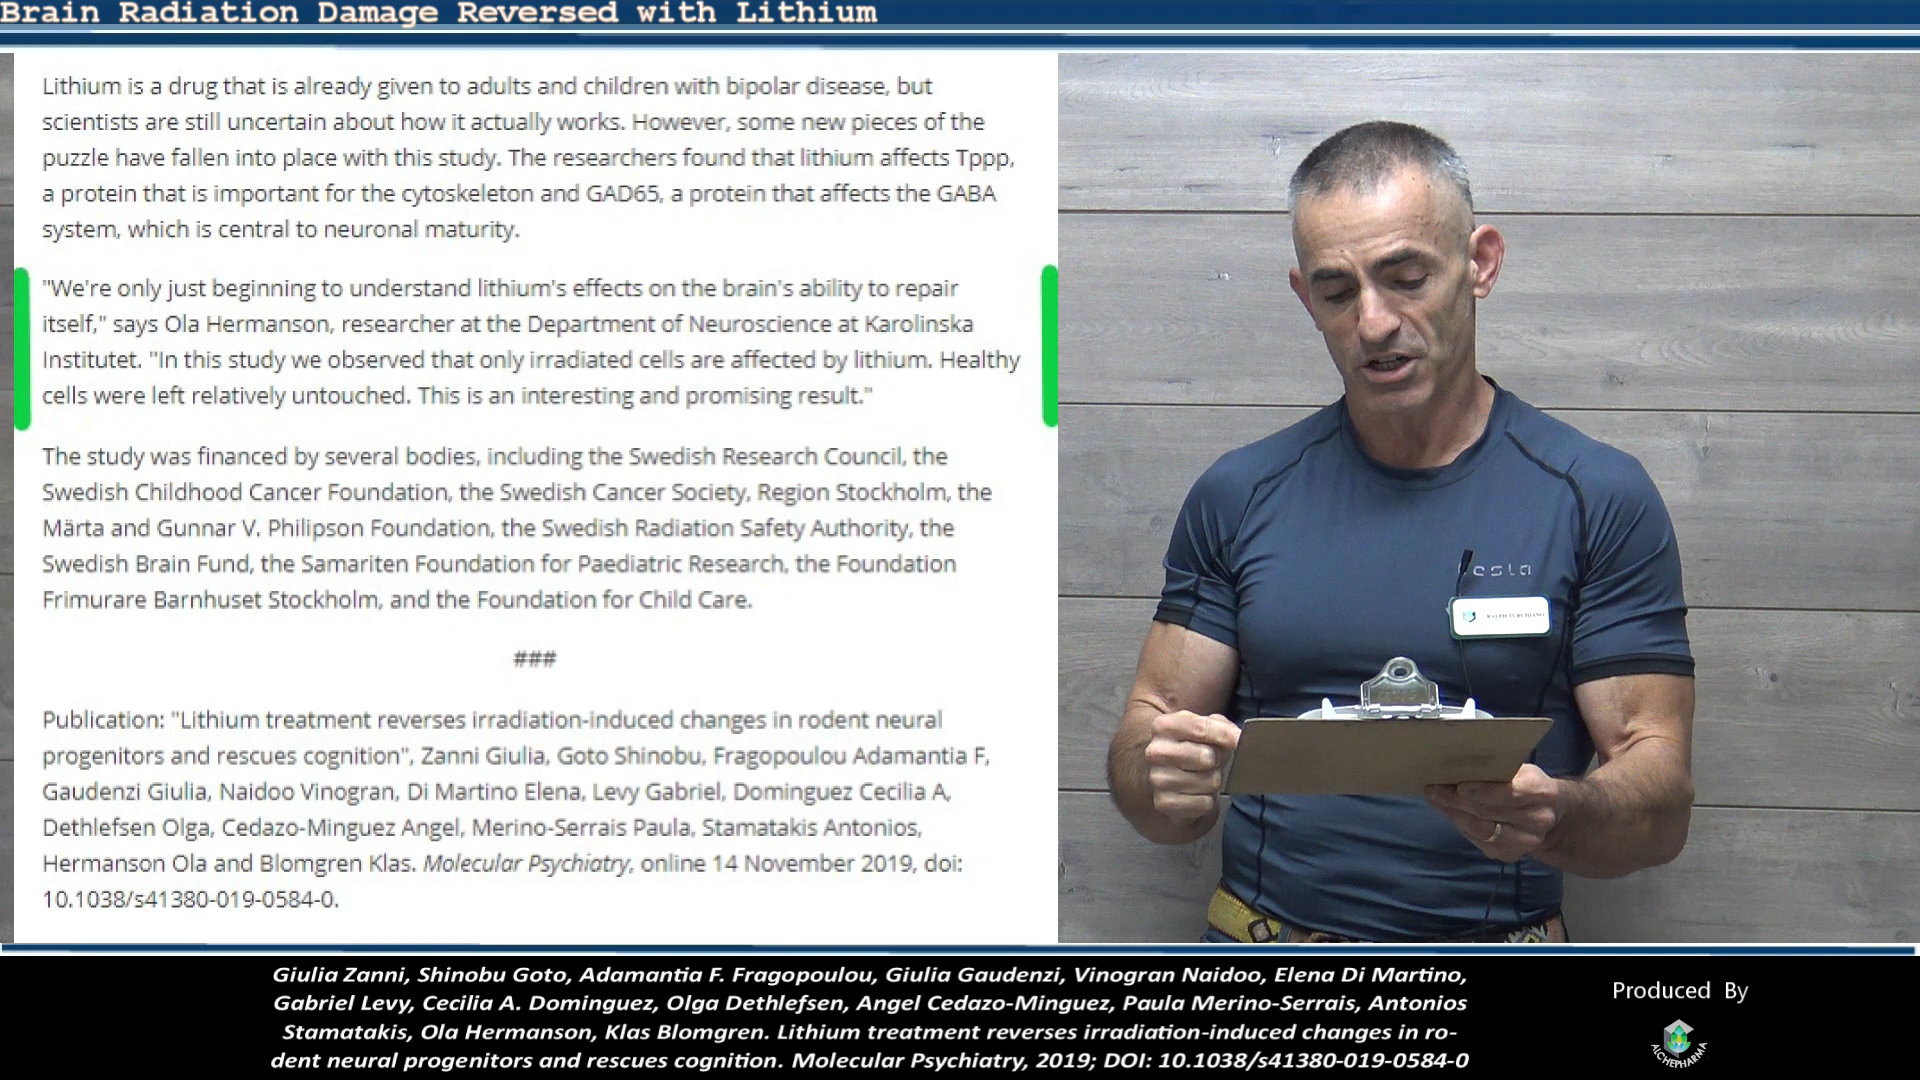 Brain Radiation Damage Reversed with Lithium
Lithium is a drug that is already given to adults and children with bipolar disease, but
scientists are still uncertain about how it actually works. However, some new pieces of the
puzzle have fallen into place with this study. The researchers found that lithium affects Tppp,
a protein that is important for the cytoskeleton and GAD65, a protein that affects the GABA
system, which is central to neuronal maturity.
"We're only just beginning to understand lithium's effects on the brain's ability to repair
itself," says Ola Hermanson, researcher at the Department of Neuroscience at Karolinska
Institutet. "In this study we observed that only irradiated cells are affected by lithium. Healthy
cells were left relatively untouched. This is an interesting and promising result."
The study was financed by several bodies, including the Swedish Research Council, the
Swedish Childhood Cancer Foundation, the Swedish Cancer Society, Region Stockholm, the
Märta and Gunnar V. Philipson Foundation, the Swedish Radiation Safety Authority, the
Swedish Brain Fund, the Samariten Foundation for Paediatric Research, the Foundation
Frimurare Barnhuset Stockholm, and the Foundation for Child Care.
###
Publication: "Lithium treatment reverses irradiation-induced changes in rodent neural
progenitors and rescues cognition", Zanni Giulia, Goto Shinobu, Fragopoulou Adamantia F,
Gaudenzi Giulia, Naidoo Vinogran, Di Martino Elena, Levy Gabriel, Dominguez Cecilia A,
Dethlefsen Olga, Cedazo-Minguez Angel, Merino-Serrais Paula, Stamatakis Antonios,
Hermanson Ola and Blomgren Klas. Molecular Psychiatry, online 14 November 2019, doi:
10.1038/s41380-019-0584-0.
Giulia Zanni, Shinobu Goto, Adamantia F. Fragopoulou, Giulia Gaudenzi, Vinogran Naidoo, Elena Di Martino,
Gabriel Levy, Cecilia A. Dominguez, Olga Dethlefsen, Angel Cedazo-Minguez, Paula Merino-Serrais, Antonios
Stamatakis, Ola Hermanson, Klas Blomgren. Lithium treatment reverses irradiation-induced changes in ro-
dent neural progenitors and rescues cognition. Molecular Psychiatry, 2019; DOI: 10.1038/s41380-019-0584-0
Produced By
ALCHEPHARMA